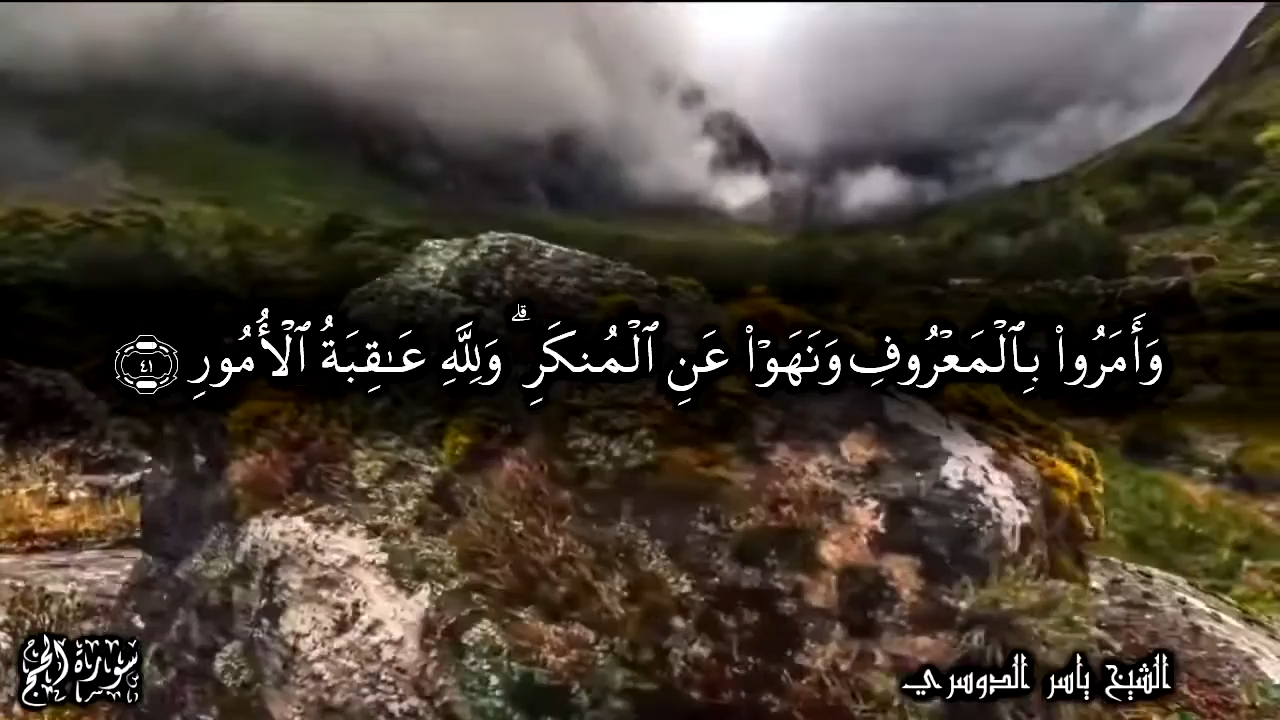 وَأَمَرُوا۟ بِٱلْمَعْرُوفِ وَنَهَوْا۟ عَنِ ٱلْمُنكَرِ ۗ وَلِلَّهِ عَـٰقِبَةُ ٱلْأُمُورِ ٤١
سورة الحج
الشيخ ياسر الدوسري